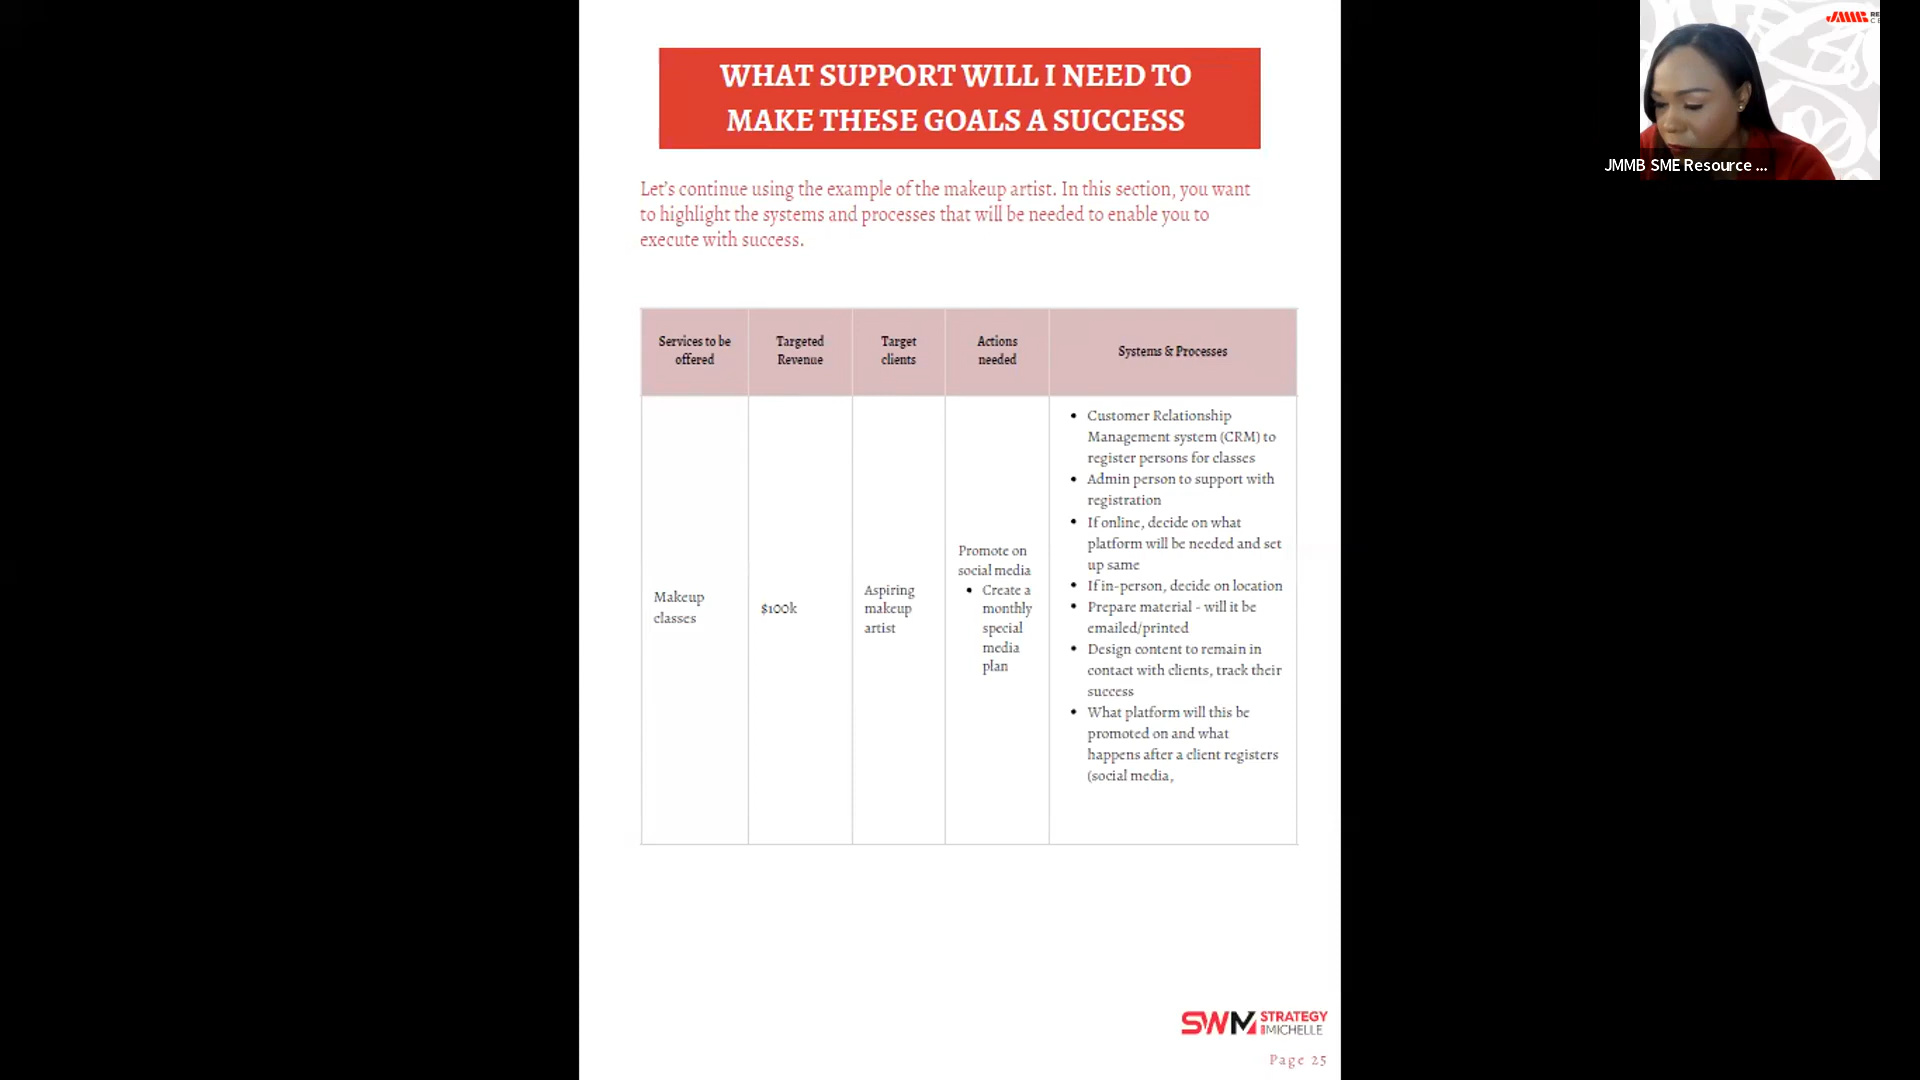 WHAT SUPPORT WILL I NEED TO
MAKE THESE GOALS A SUCCESS
JMMB SME Resource ...
Let's continue using the example of the makeup artist. In this section, you want
to highlight the systems and processes that will be needed to enable you to
execute with success.
Services to be
offered
Targeted
Revenue
Target
clients
Actions
needed
Systems & Processes
Makeup
classes
$100k
Aspiring
makeup
artist
Promote on
social media
• Create a
monthly
special
media
plan
• Customer Relationship
Management system (CRM) to
register persons for classes
• Admin person to support with
registration
• If online, decide on what
platform will be needed and set
up same
• If in-person, decide on location
• Prepare material - will it be
emailed/printed
• Design content to remain in
contact with clients, track their
success
• What platform will this be
promoted on and what
happens after a client registers
(social media,
SWM STRATEGY
MICHELLE
Page 25